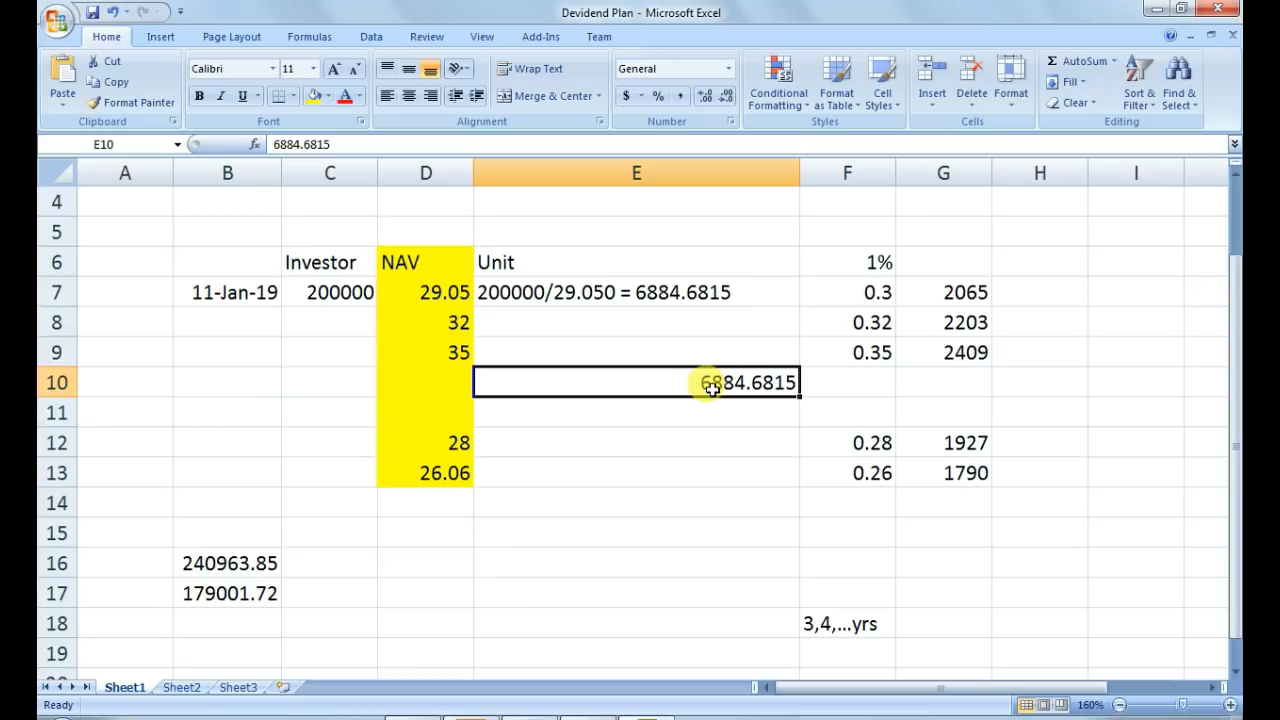 Devidend Plan - Microsoft Excel
Home Insert Page Layout Formulas Data Review View Add-Ins Team
Cut
Copy
Format Painter
Paste
Clipboard
Calibri 11 A A
B I U A
Font
Wrap Text
Merge & Center
Alignment
General
$ % ,
Number
Conditional Formatting
Format as Table
Cell Styles
Styles
Insert Delete Format
Cells
Σ AutoSum
Fill
Clear
Sort & Filter
Find & Select
Editing
E10 fx 6884.6815
A B C D E F G H I
4
5
6 Investor NAV Unit 1%
7 11-Jan-19 200000 29.05 200000/29.050 = 6884.6815 0.3 2065
8 32 0.32 2203
9 35 0.35 2409
10 6884.6815
11
12 28 0.28 1927
13 26.06 0.26 1790
14
15
16 240963.85
17 179001.72
18 3,4,...yrs
19
Sheet1 Sheet2 Sheet3
Ready 160%